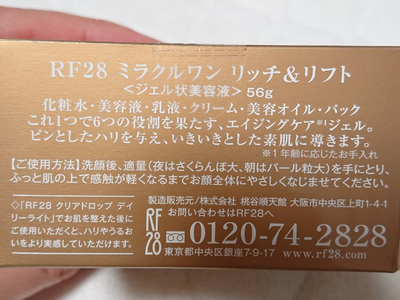 RF28 ミラクルワン リッチ&リフト
＜ジェル状美容液＞ 56g
化粧水・美容液・乳液・クリーム・美容オイル・パック
これ1つで6つの役割を果たす、エイジングケア※1ジェル。
ピンとしたハリを与え、いきいきとした素肌に導きます。
※1 年齢に応じたお手入れ
【ご使用方法】洗顔後、適量(夜はさくらんぼ大、朝はパール粒大)を手にとり、
ふっと肌の上で感触が軽くなるまでお顔全体にやさしくなじませてください。
◇「RF28 クリアドロップ デイ
リーライト」でお肌を整えた後に
ご使用いただくと、ハリやうるお
いをより実感していただけます。
RF28
製造販売元/株式会社 桃谷順天館 大阪市中央区上町1-4-1
お問い合わせはRF28へ
0120-74-2828
東京都中央区銀座7-9-17 www.rf28.com